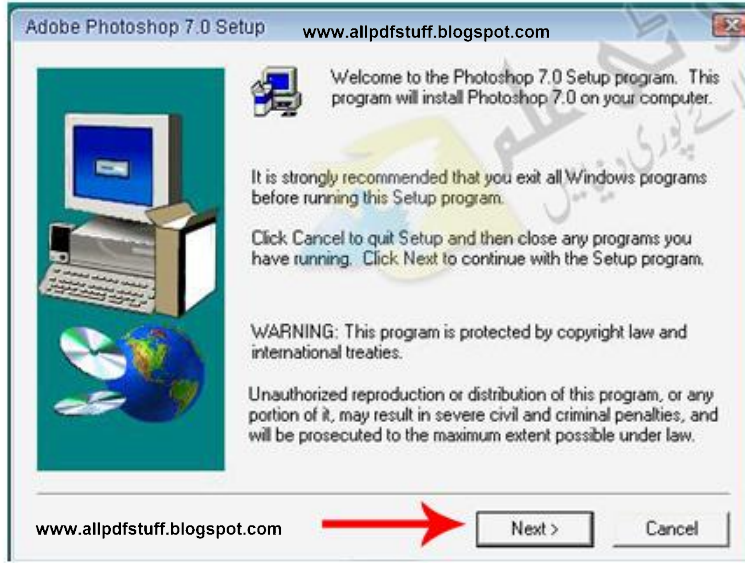 Adobe Photoshop 7.0 Setup
www.allpdfstuff.blogspot.com
Welcome to the Photoshop 7.0 Setup program. This
program will install Photoshop 7.0 on your computer.
It is strongly recommended that you exit all Windows programs
before running this Setup program.
Click Cancel to quit Setup and then close any programs you
have running. Click Next to continue with the Setup program.
WARNING: This program is protected by copyright law and
international treaties.
Unauthorized reproduction or distribution of this program, or any
portion of it, may result in severe civil and criminal penalties, and
will be prosecuted to the maximum extent possible under law.
www.allpdfstuff.blogspot.com
Next >
Cancel